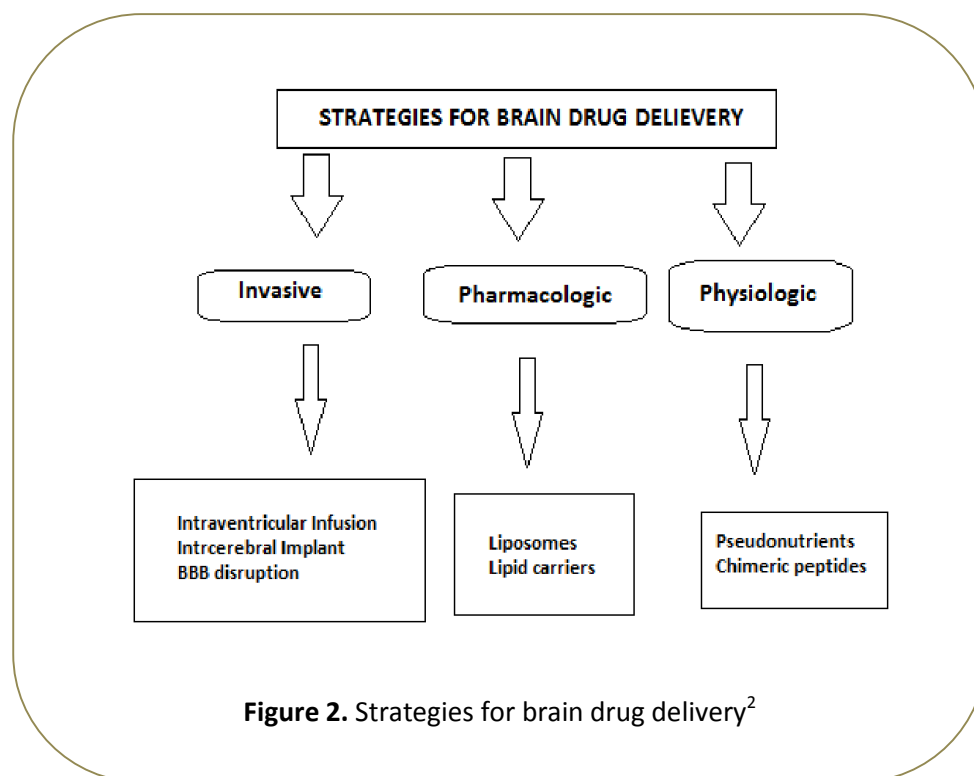 STRATEGIES FOR BRAIN DRUG DELIEVERY
Invasive
Pharmacologic
Physiologic
Intraventricular Infusion
Intrcerebral Implant
BBB disruption
Liposomes
Lipid carriers
Pseudonutrients
Chimeric peptides
Figure 2. Strategies for brain drug delivery²